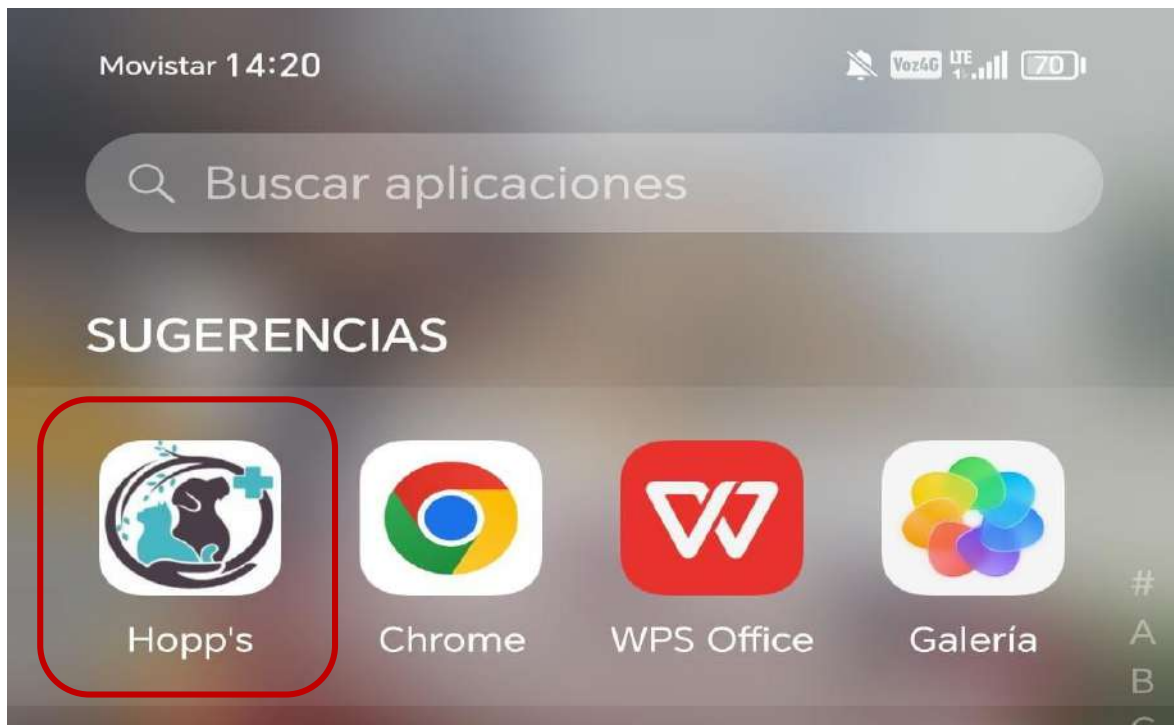 Movistar 14:20
Voz4G LTE 70
Buscar aplicaciones
SUGERENCIAS
Hopp's Chrome WPS Office Galería
#
A
B